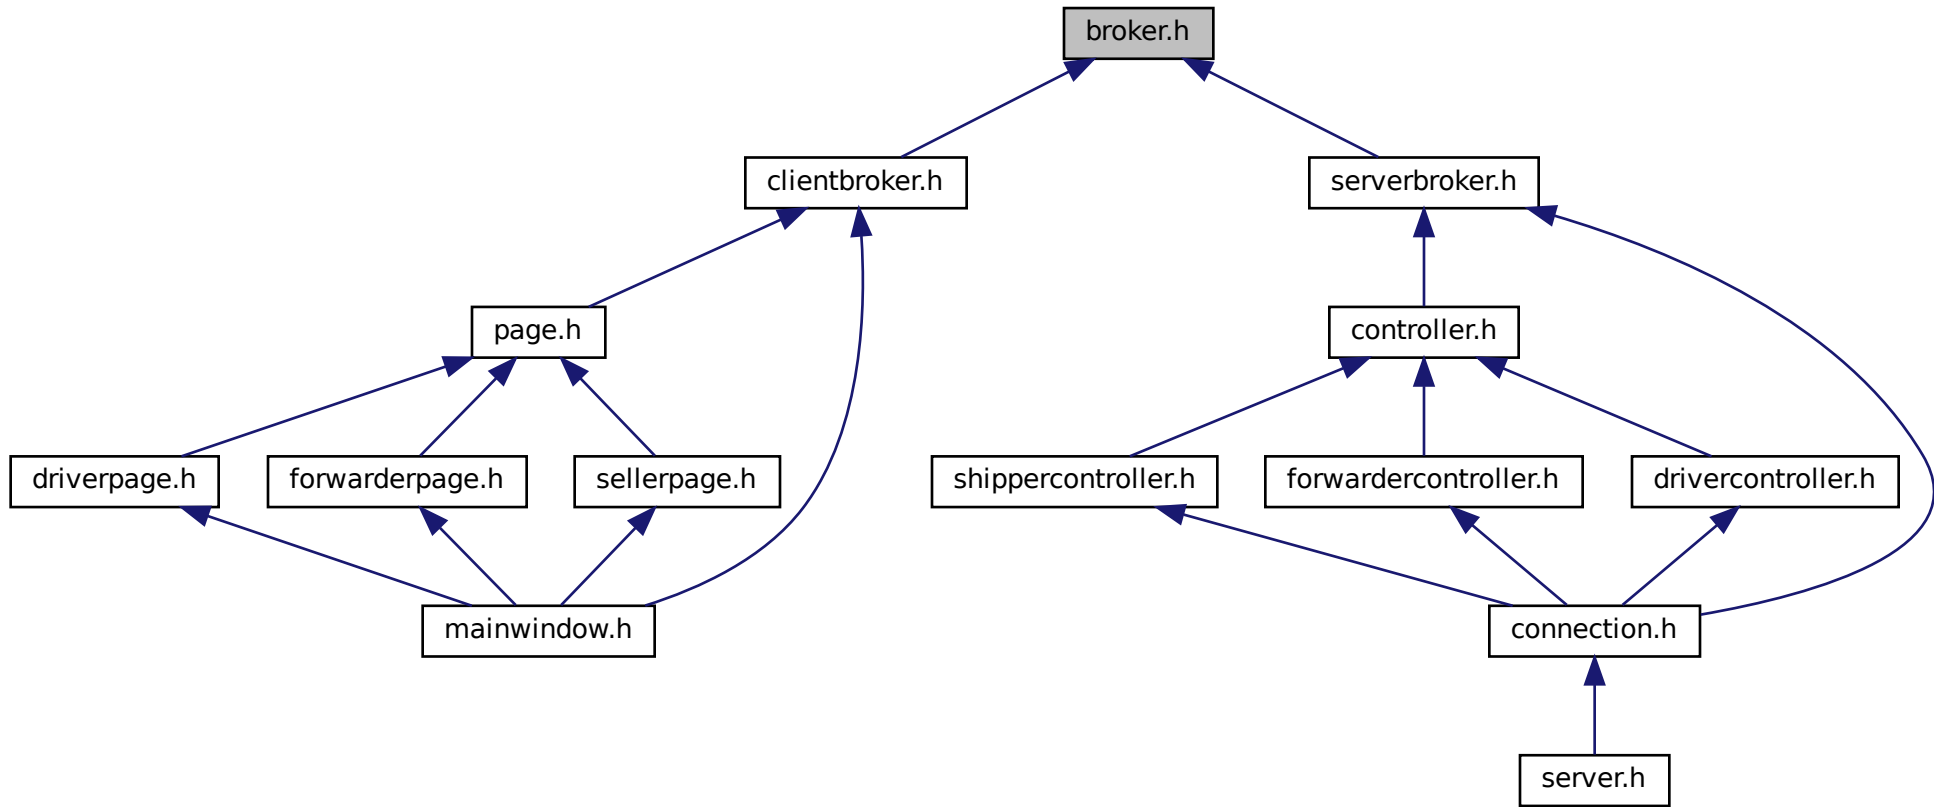 broker.h
clientbroker.h
serverbroker.h
page.h
controller.h
driverpage.h
forwarderpage.h
sellerpage.h
shippercontroller.h
forwardercontroller.h
drivercontroller.h
mainwindow.h
connection.h
server.h